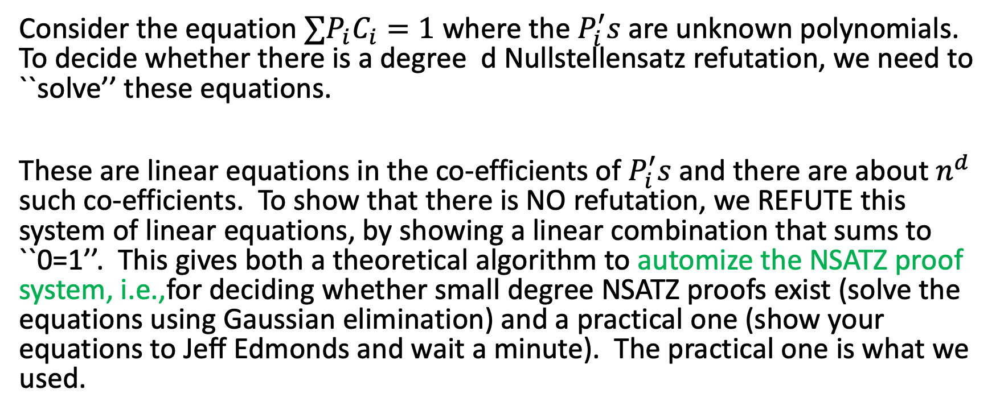 Consider the equation ∑PᵢCᵢ = 1 where the Pᵢ′s are unknown polynomials.
To decide whether there is a degree  d Nullstellensatz refutation, we need to
``solve’’ these equations.
These are linear equations in the co-efficients of Pᵢ′s and there are about nᵈ
such co-efficients.  To show that there is NO refutation, we REFUTE this
system of linear equations, by showing a linear combination that sums to
``0=1’’.  This gives both a theoretical algorithm to automize the NSATZ proof
system, i.e.,for deciding whether small degree NSATZ proofs exist (solve the
equations using Gaussian elimination) and a practical one (show your
equations to Jeff Edmonds and wait a minute).  The practical one is what we
used.